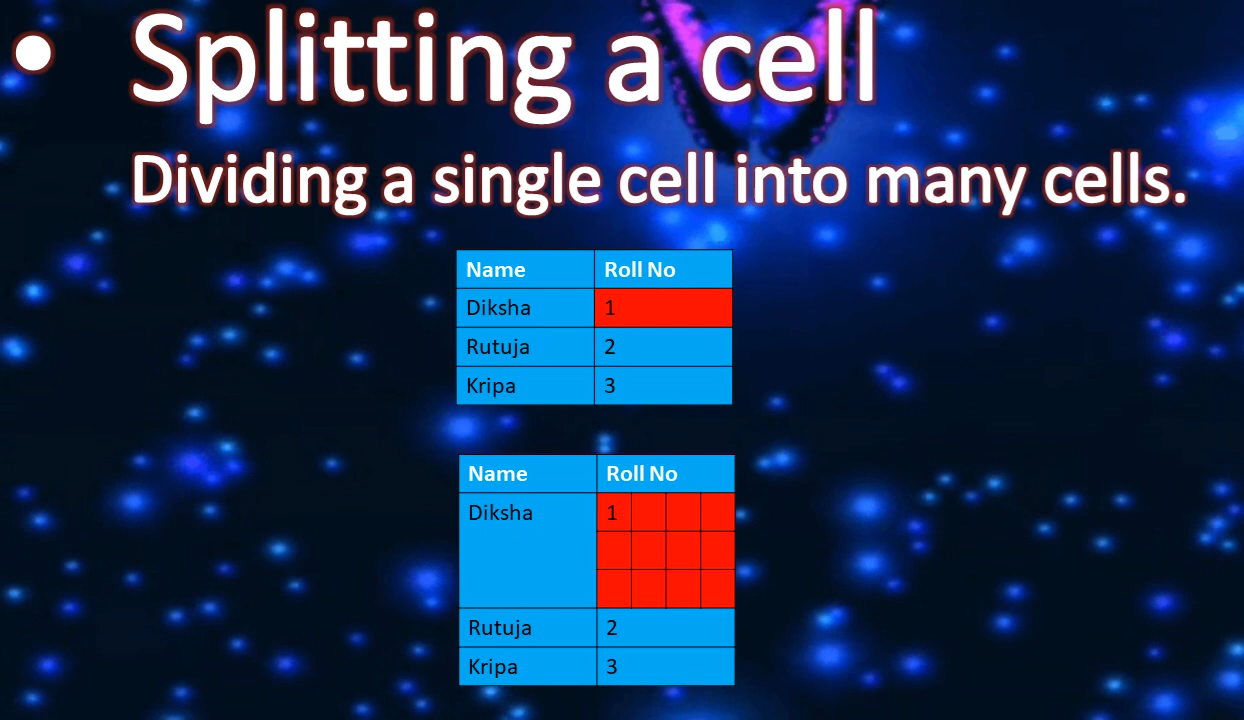 • Splitting a cell
Dividing a single cell into many cells.
Name Roll No
Diksha 1
Rutuja 2
Kripa 3
Name Roll No
Diksha 1
Rutuja 2
Kripa 3